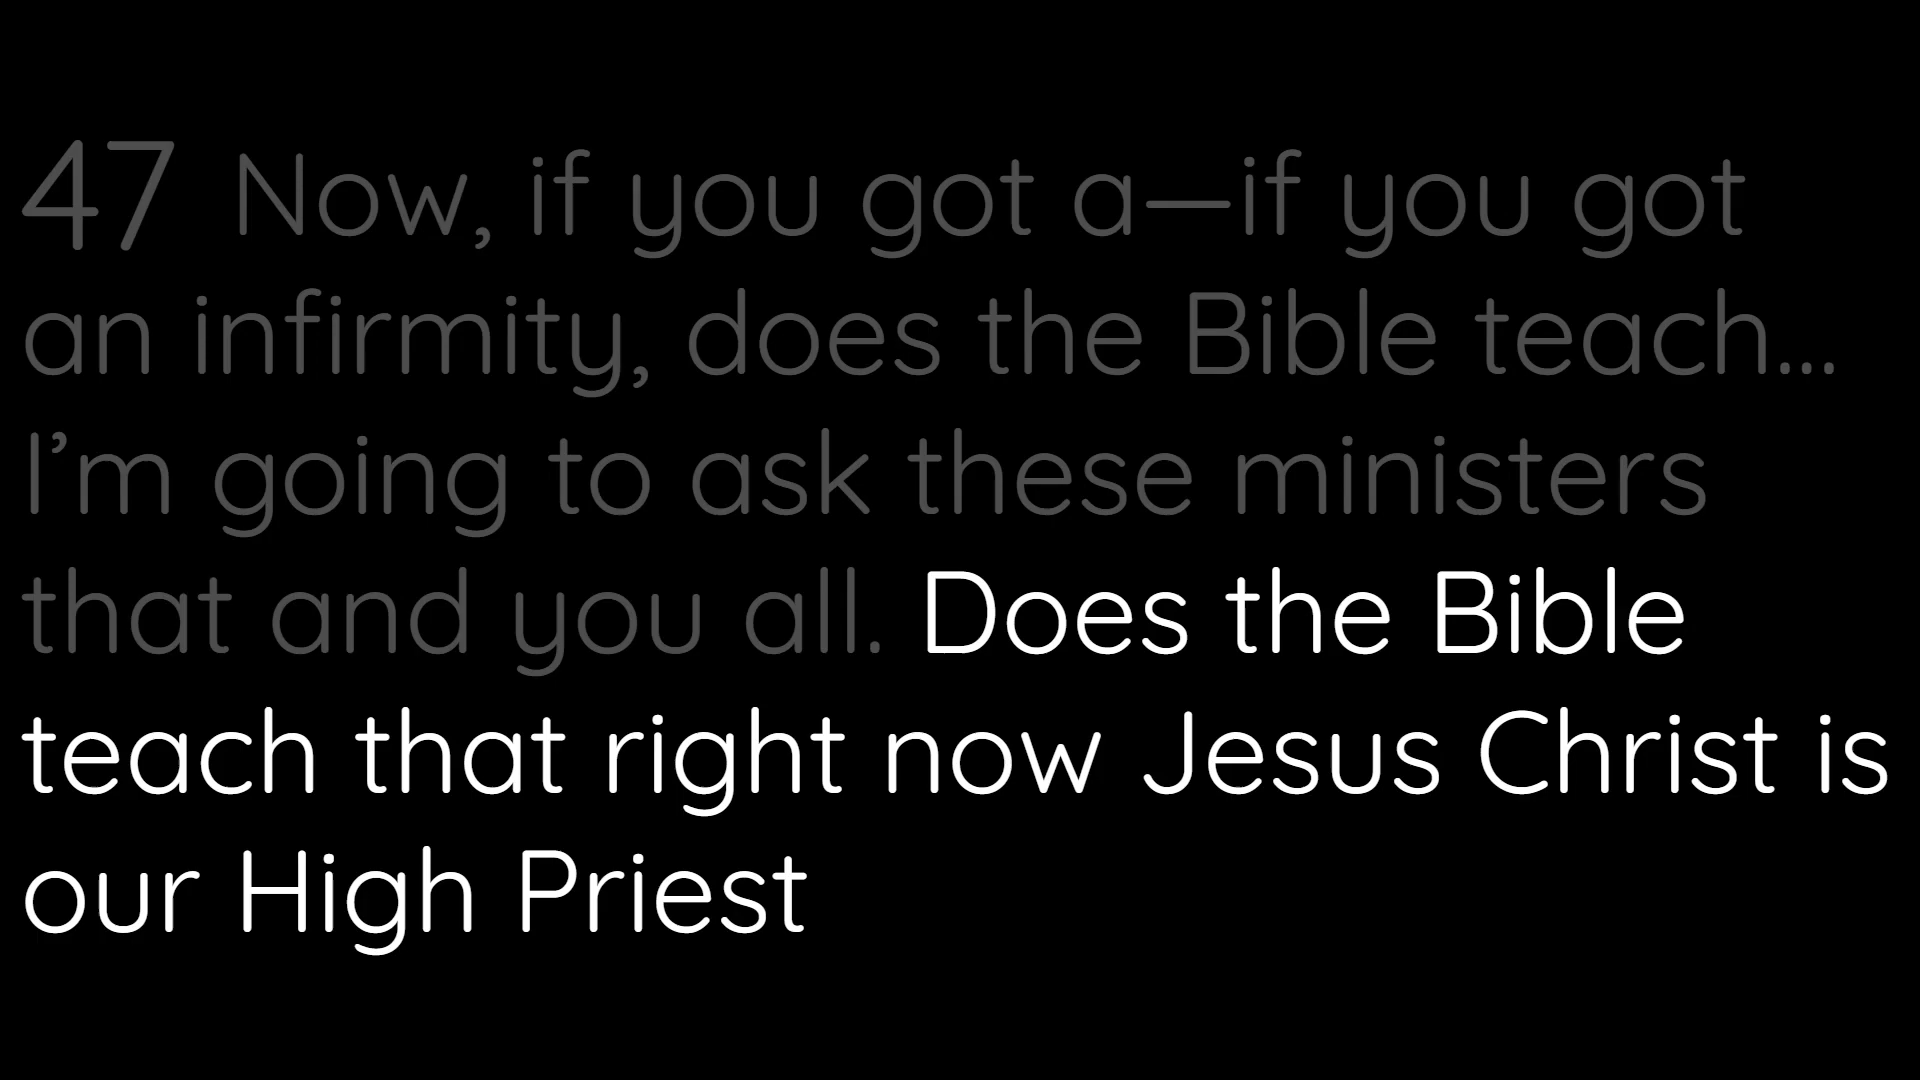 47 Now, if you got a—if you got
an infirmity, does the Bible teach...
I’m going to ask these ministers
that and you all. Does the Bible
teach that right now Jesus Christ is
our High Priest